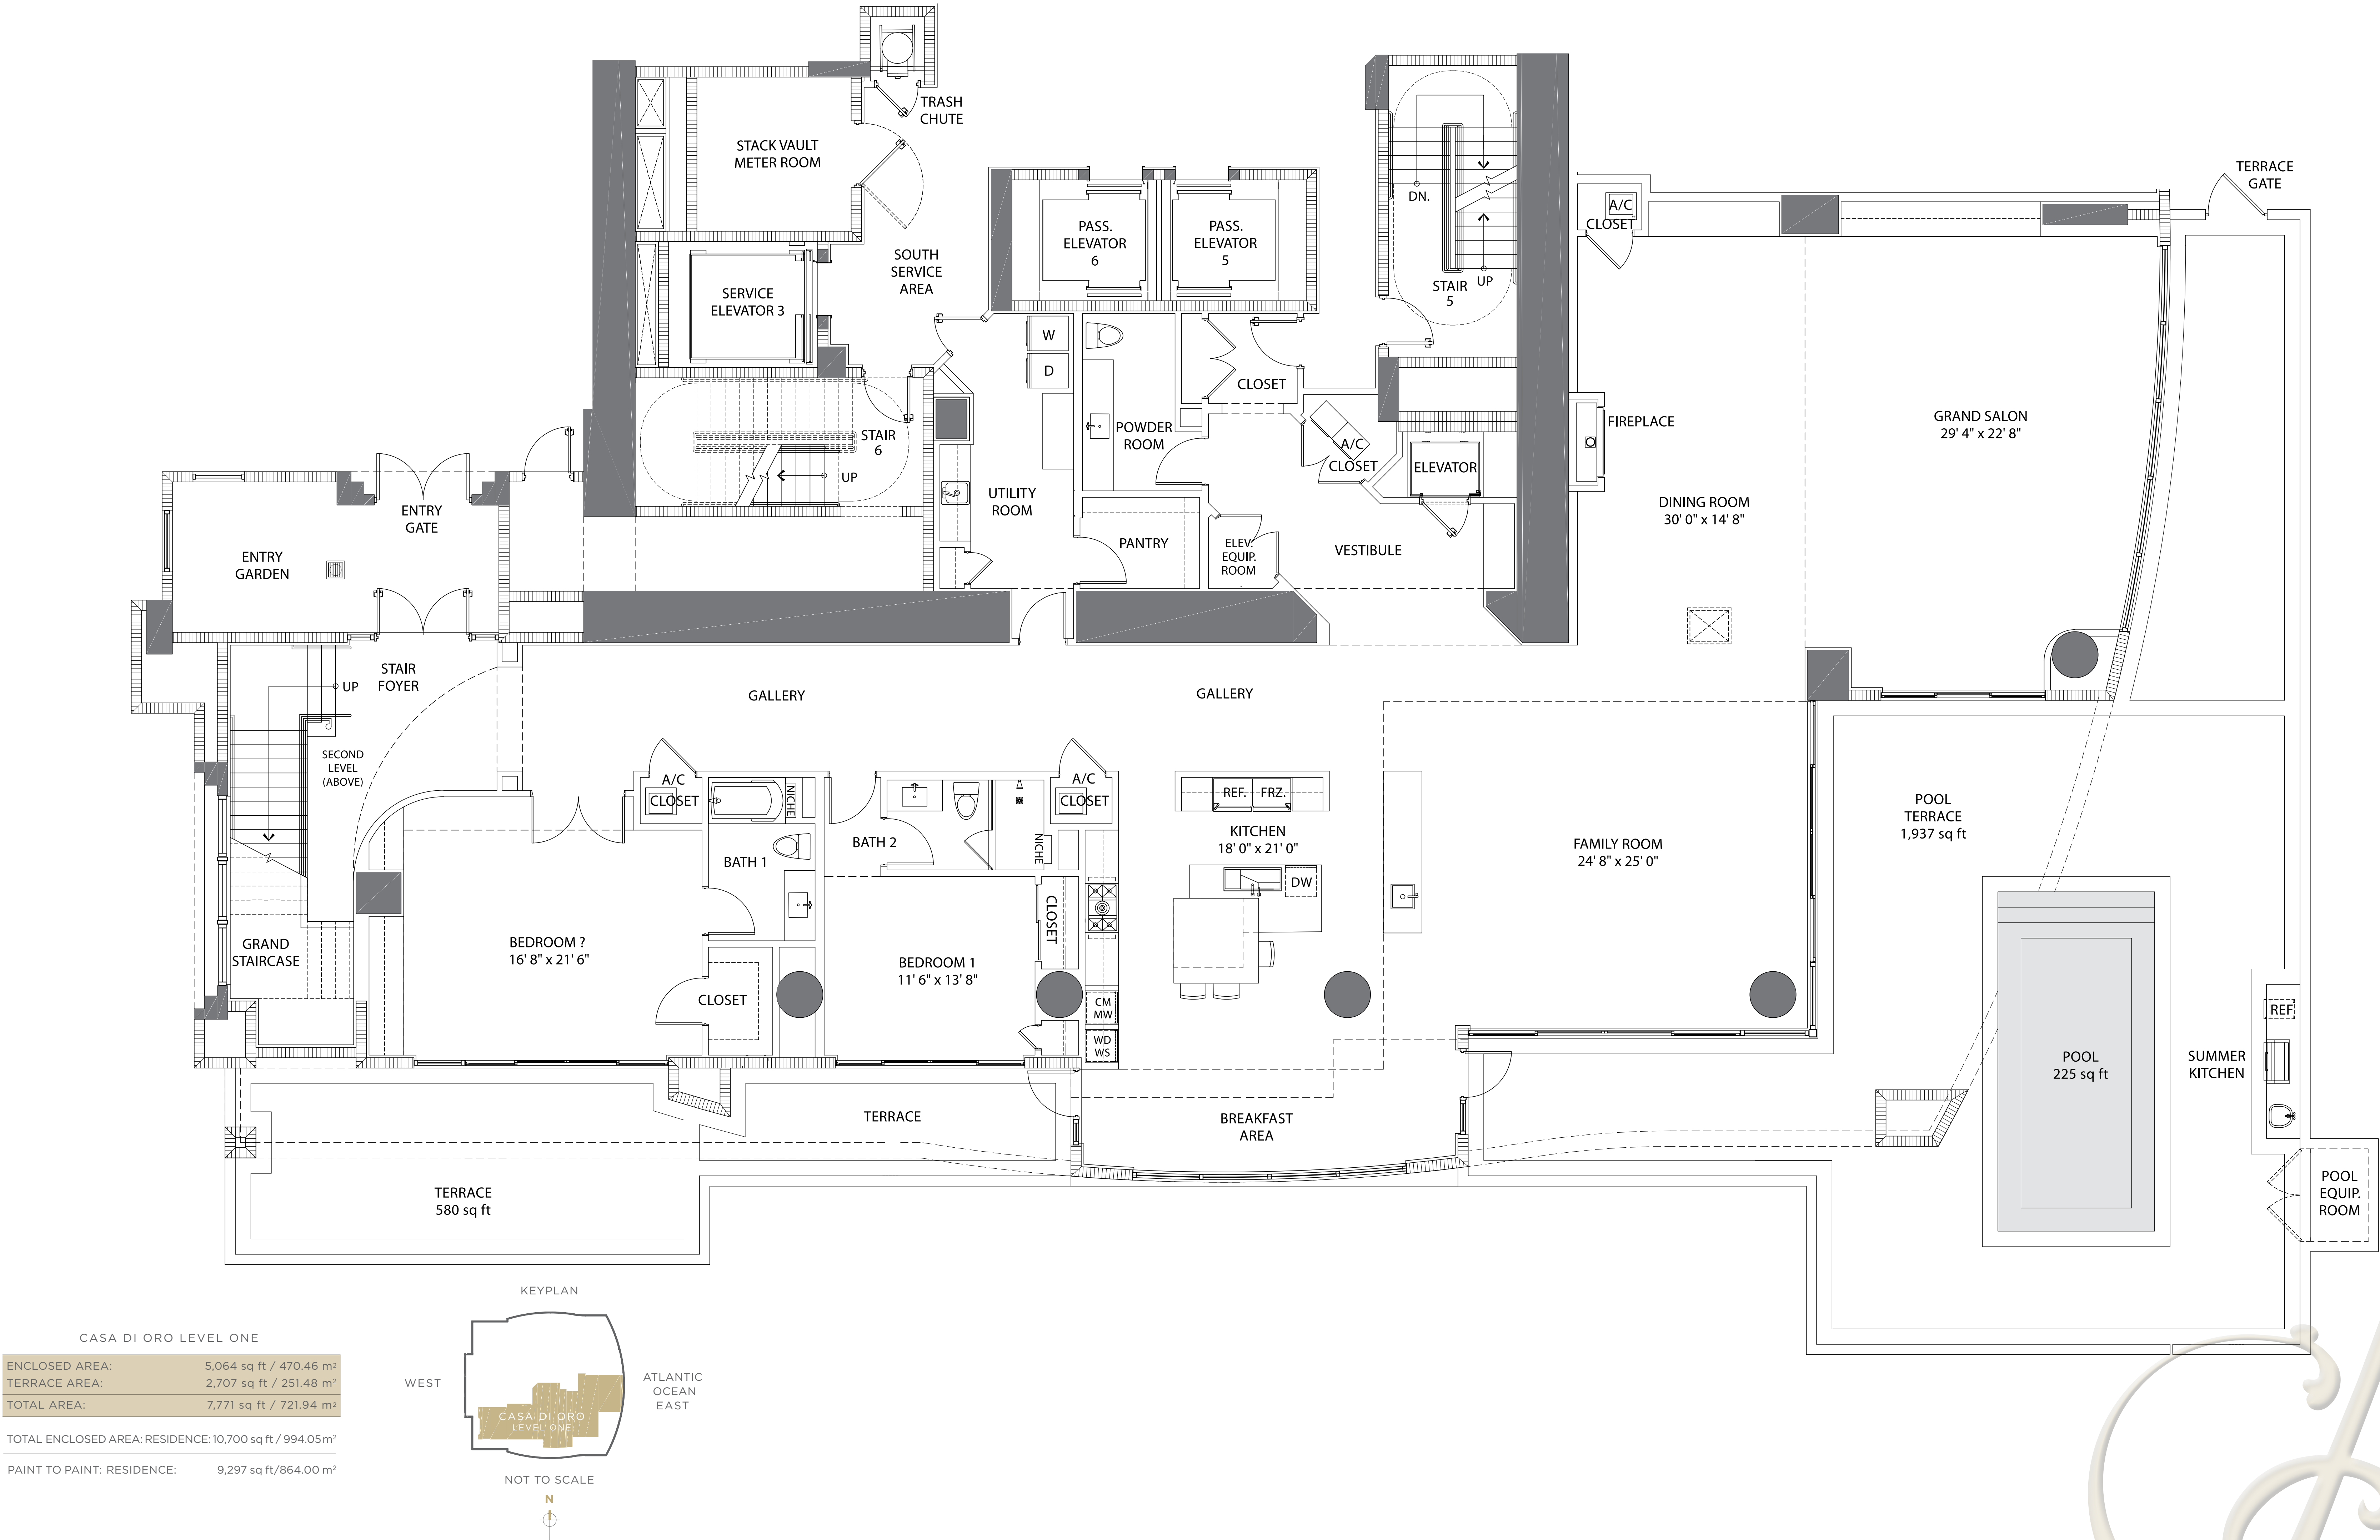 TRASH
CHUTE
STACK VAULT
METER ROOM
TERRACE
GATE
DN.
A/C
CLOSET
PASS.
ELEVATOR
6
PASS.
ELEVATOR
5
SOUTH
SERVICE
AREA
UP
STAIR
5
SERVICE
ELEVATOR 3
W
D
CLOSET
GRAND SALON
29' 4" x 22' 8"
FIREPLACE
POWDER
ROOM
STAIR
6
A/C
CLOSET
ELEVATOR
UP
UTILITY
ROOM
DINING ROOM
30' 0" x 14' 8"
ENTRY
GATE
PANTRY
ELEV.
EQUIP.
ROOM
VESTIBULE
ENTRY
GARDEN
STAIR
FOYER
UP
GALLERY
GALLERY
SECOND
LEVEL
(ABOVE)
A/C
CLOSET
NICHE
A/C
CLOSET
REF.
FRZ.
POOL
TERRACE
1,937 sq ft
KITCHEN
18' 0" x 21' 0"
BATH 2
NICHE
FAMILY ROOM
24' 8" x 25' 0"
BATH 1
DW
CLOSET
GRAND
STAIRCASE
BEDROOM ?
16' 8" x 21' 6"
BEDROOM 1
11' 6" x 13' 8"
CLOSET
CM
MW
WD
WS
REF
POOL
225 sq ft
SUMMER
KITCHEN
TERRACE
BREAKFAST
AREA
TERRACE
580 sq ft
POOL
EQUIP.
ROOM
KEYPLAN
CASA DI ORO LEVEL ONE
ENCLOSED AREA: 5,064 sq ft / 470.46 m²
TERRACE AREA: 2,707 sq ft / 251.48 m²
TOTAL AREA: 7,771 sq ft / 721.94 m²
TOTAL ENCLOSED AREA: RESIDENCE: 10,700 sq ft / 994.05 m²
PAINT TO PAINT: RESIDENCE: 9,297 sq ft/864.00 m²
WEST
ATLANTIC
OCEAN
EAST
CASA DI ORO
LEVEL ONE
NOT TO SCALE
N